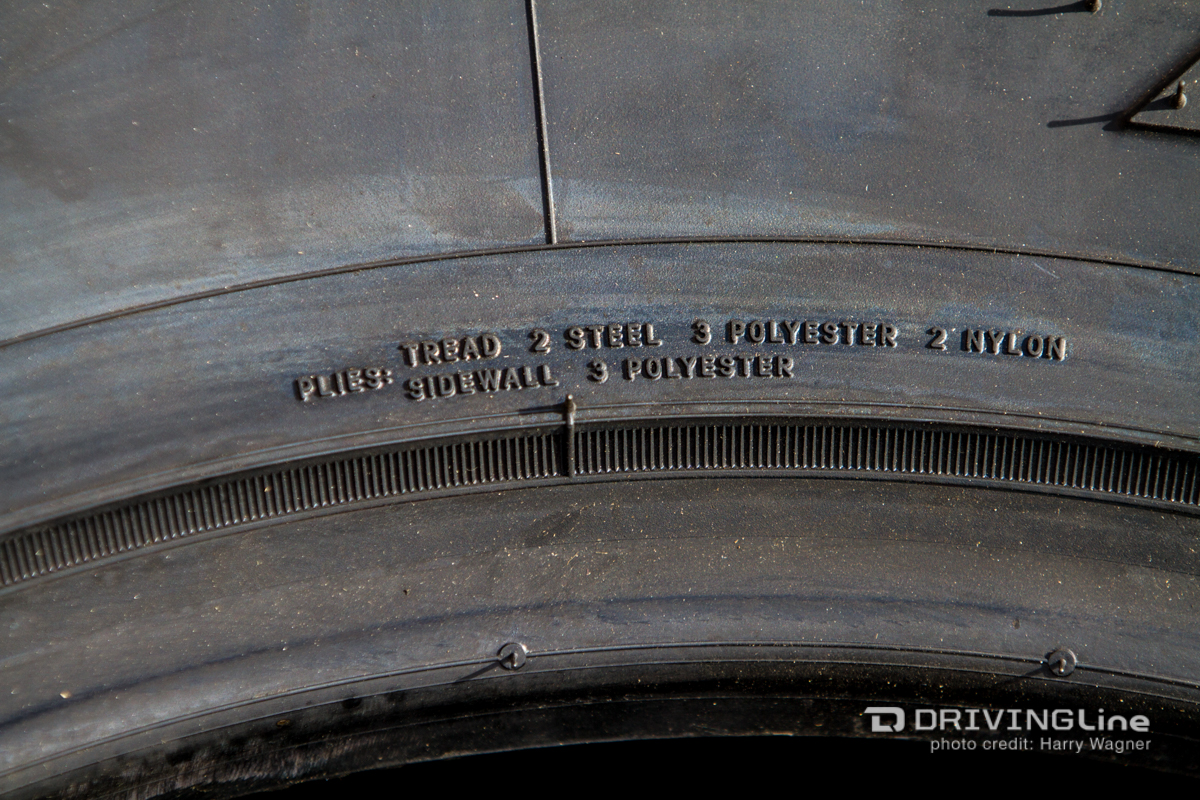 PLIES: TREAD 2 STEEL 3 POLYESTER 2 NYLON
SIDEWALL 3 POLYESTER
DRIVINGLine
photo credit: Harry Wagner